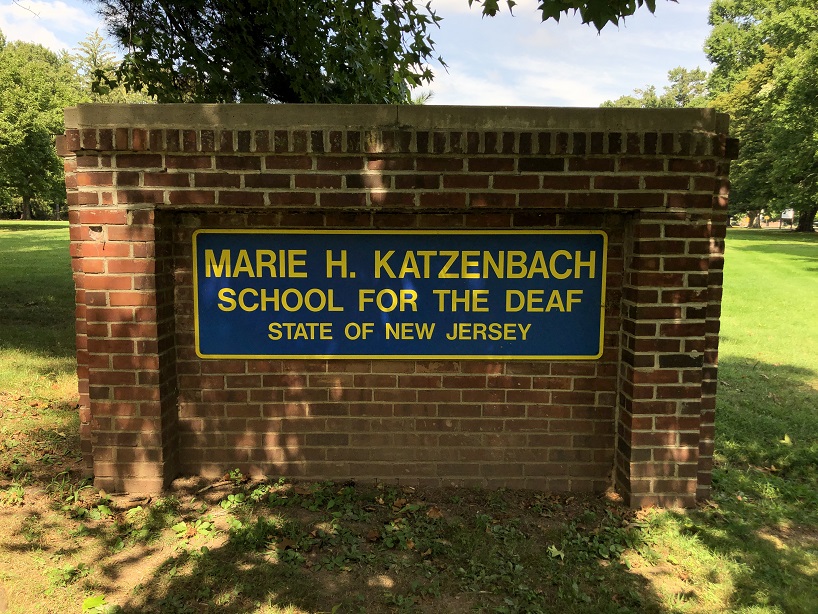 MARIE H. KATZENBACH
SCHOOL FOR THE DEAF
STATE OF NEW JERSEY